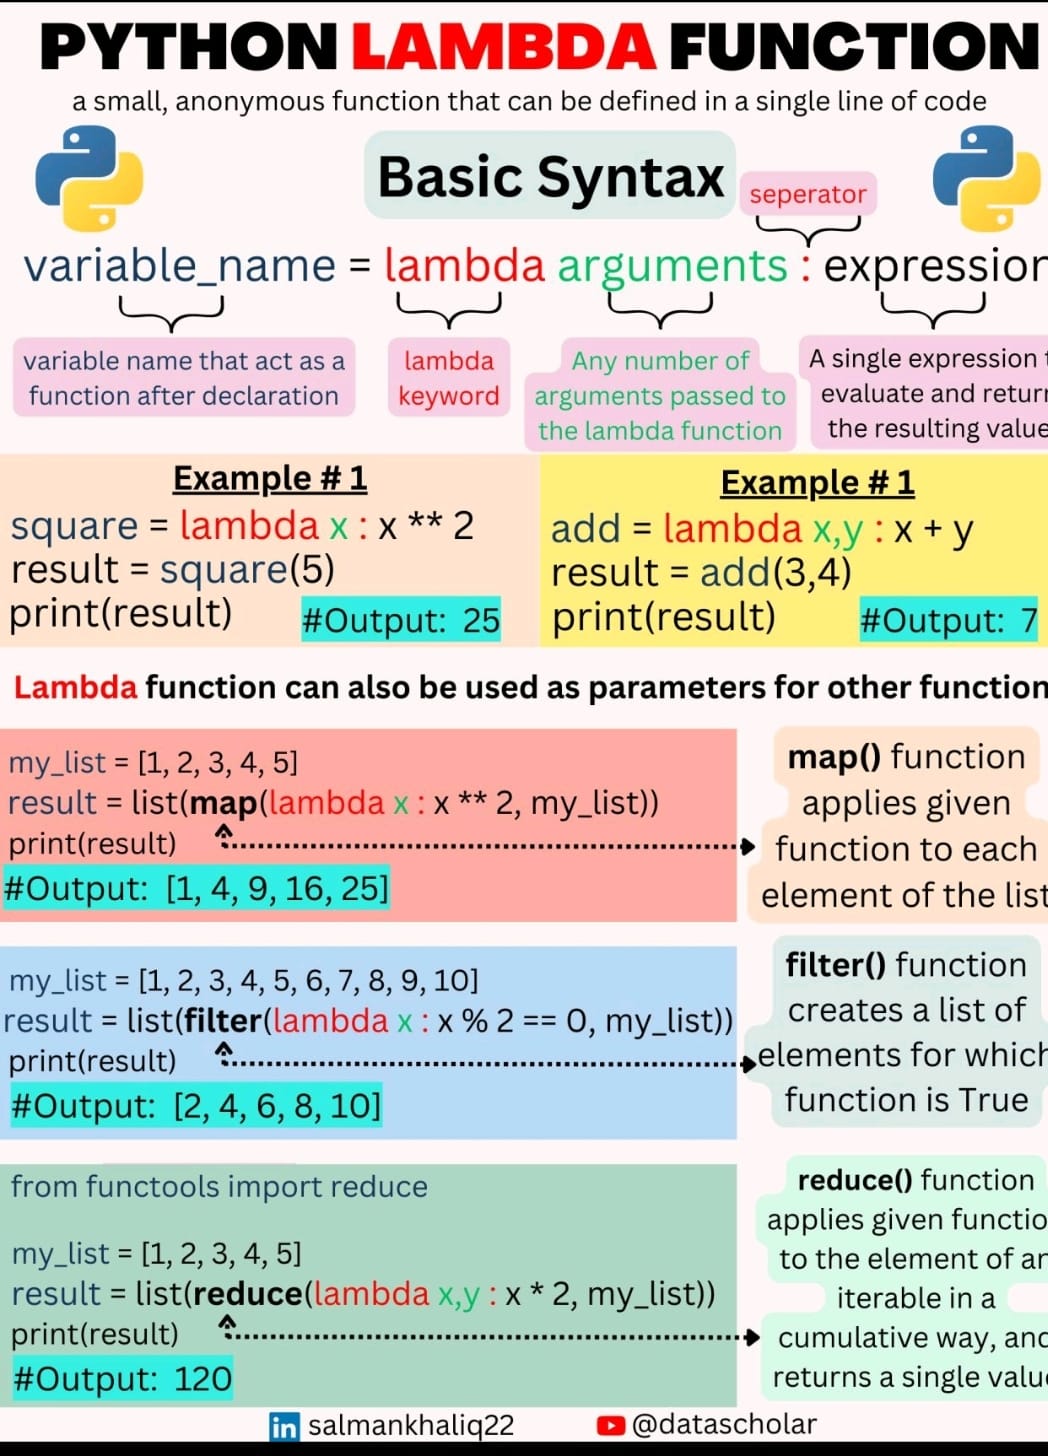 PYTHON LAMBDA FUNCTION
a small, anonymous function that can be defined in a single line of code
Basic Syntax
seperator
variable_name = lambda arguments : expression
variable name that act as a
function after declaration
lambda
keyword
Any number of
arguments passed to
the lambda function
A single expression
evaluate and return
the resulting value
Example # 1
square = lambda x : x ** 2
result = square(5)
print(result)
#Output: 25
Example # 1
add = lambda x,y : x + y
result = add(3,4)
print(result)
#Output: 7
Lambda function can also be used as parameters for other function
my_list = [1, 2, 3, 4, 5]
result = list(map(lambda x : x ** 2, my_list))
print(result)
#Output: [1, 4, 9, 16, 25]
map() function
applies given
function to each
element of the list
my_list = [1, 2, 3, 4, 5, 6, 7, 8, 9, 10]
result = list(filter(lambda x : x % 2 == 0, my_list))
print(result)
#Output: [2, 4, 6, 8, 10]
filter() function
creates a list of
elements for which
function is True
from functools import reduce
my_list = [1, 2, 3, 4, 5]
result = list(reduce(lambda x,y : x * 2, my_list))
print(result)
#Output: 120
reduce() function
applies given functio
to the element of an
iterable in a
cumulative way, and
returns a single value
in salmankhaliq22
@datascholar